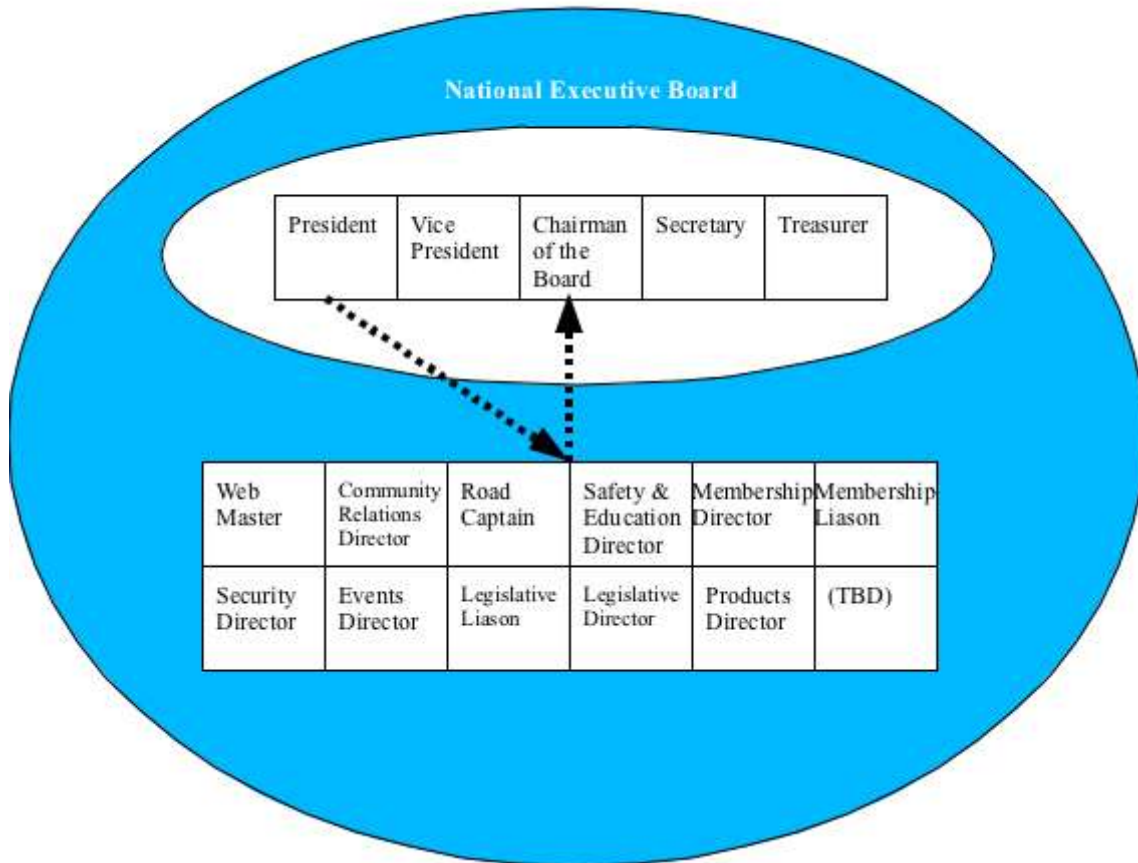 National Executive Board
President
Vice
President
Chairman
of the
Board
Secretary
Treasurer
Web
Master
Community
Relations
Director
Road
Captain
Safety &
Education
Director
Membership
Director
Membership
Liason
Security
Director
Events
Director
Legislative
Liason
Legislative
Director
Products
Director
(TBD)